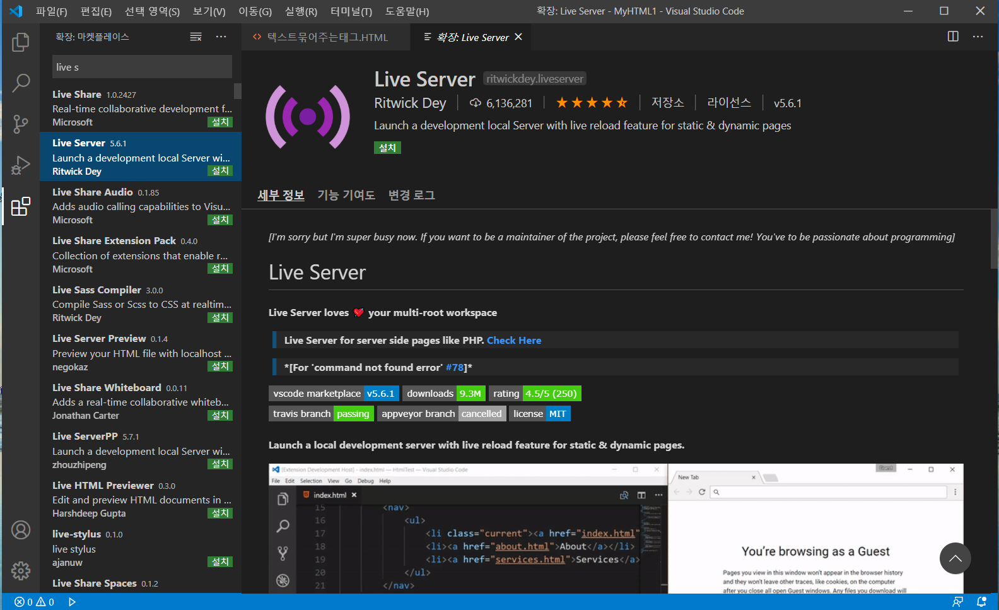 파일(F) 편집(E) 선택 영역(S) 보기(V) 이동(G) 실행(R) 터미널(T) 도움말(H) 확장: Live Server - MyHTML1 - Visual Studio Code
확장: 마켓플레이스
live s
Live Share 1.0.2427
Real-time collaborative development f...
Microsoft 설치
Live Server 5.6.1
Launch a development local Server wi...
Ritwick Dey 설치
Live Share Audio 0.1.85
Adds audio calling capabilities to Visu...
Microsoft 설치
Live Share Extension Pack 0.4.0
Collection of extensions that enable r...
Microsoft 설치
Live Sass Compiler 3.0.0
Compile Sass or Scss to CSS at realtim...
Ritwick Dey 설치
Live Server Preview 0.1.4
Preview your HTML file with localhost ...
negokaz 설치
Live Share Whiteboard 0.0.11
Adds a real-time collaborative whiteb...
Jonathan Carter 설치
Live ServerPP 5.7.1
Launch a development local Server wi...
zhouzhipeng 설치
Live HTML Previewer 0.3.0
Edit and preview HTML documents in ...
Harshdeep Gupta 설치
live-stylus 0.1.0
live stylus
ajanuw 설치
Live Share Spaces 0.1.2
텍스트묶어주는태그.HTML 확장: Live Server
Live Server ritwickdey.liveserver
Ritwick Dey 6,136,281 저장소 라이선스 v5.6.1
Launch a development local Server with live reload feature for static & dynamic pages
설치
세부 정보 기능 기여도 변경 로그
[I'm sorry but I'm super busy now. If you want to be a maintainer of the project, please feel free to contact me! You've to be passionate about programming]
Live Server
Live Server loves ❤️ your multi-root workspace
Live Server for server side pages like PHP. Check Here
*[For 'command not found error' #78]*
vscode marketplace v5.6.1 downloads 9.3M rating 4.5/5 (250)
travis branch passing appveyor branch cancelled license MIT
Launch a local development server with live reload feature for static & dynamic pages.
[Extension Development Host] - index.html — HtmlTest — Visual Studio Code
File Edit Selection View Go Debug Help
index.html
15 <nav>
16 <ul>
17 <li class="current"><a href="index.html"
18 <li><a href="about.html">About</a></li>
19 <li><a href="services.html">Services</a>
20 </ul>
21 </nav>
New Tab
You're browsing as a Guest
Pages you view in this window won't appear in the browser history
and they won't leave other traces, like cookies, on the computer
after you close all open Guest windows. Any files you download will
0 0